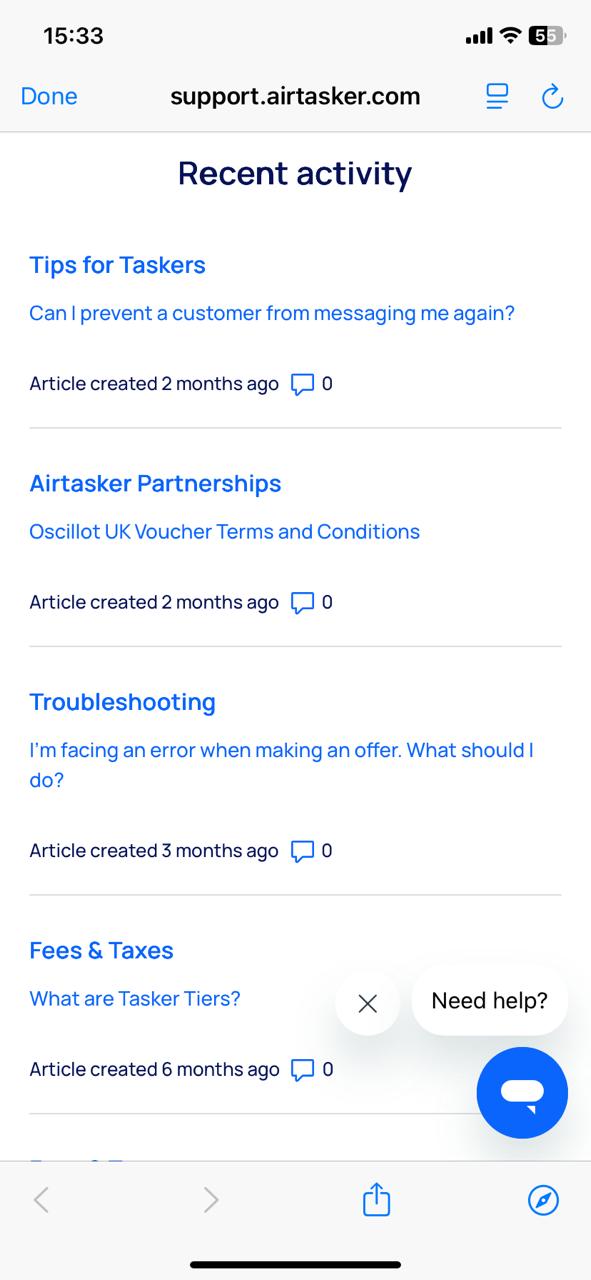 15:33
55
Done
support.airtasker.com
Recent activity
Tips for Taskers
Can I prevent a customer from messaging me again?
Article created 2 months ago 0
Airtasker Partnerships
Oscillot UK Voucher Terms and Conditions
Article created 2 months ago 0
Troubleshooting
I'm facing an error when making an offer. What should I
do?
Article created 3 months ago 0
Fees & Taxes
What are Tasker Tiers?
Need help?
Article created 6 months ago 0